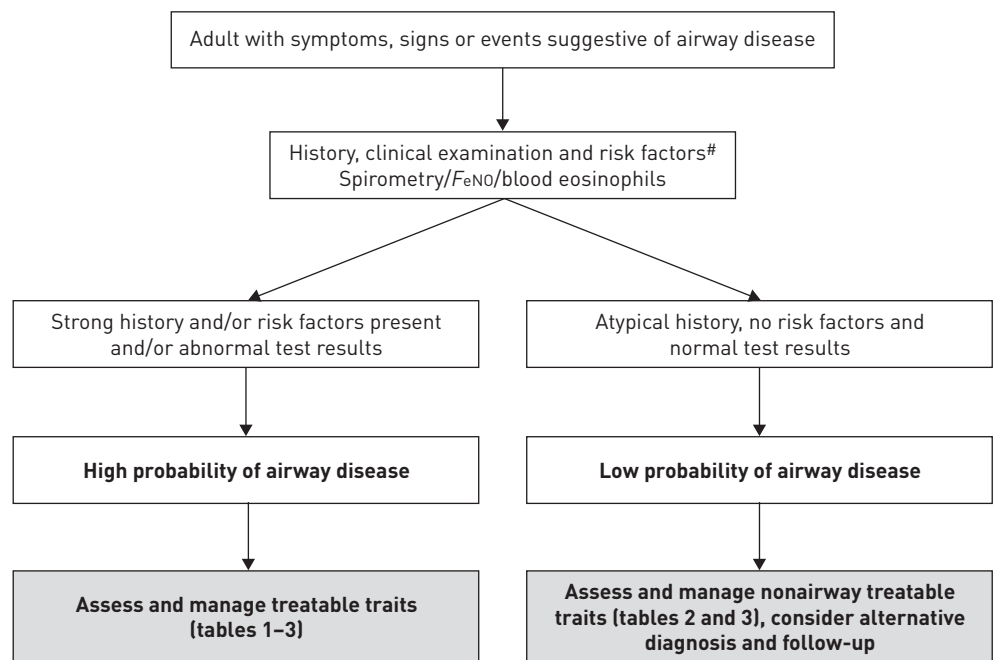 Adult with symptoms, signs or events suggestive of airway disease
History, clinical examination and risk factors#
Spirometry/FeNO/blood eosinophils
Strong history and/or risk factors present
and/or abnormal test results
Atypical history, no risk factors and
normal test results
High probability of airway disease
Low probability of airway disease
Assess and manage treatable traits
(tables 1–3)
Assess and manage nonairway treatable
traits (tables 2 and 3), consider alternative
diagnosis and follow-up